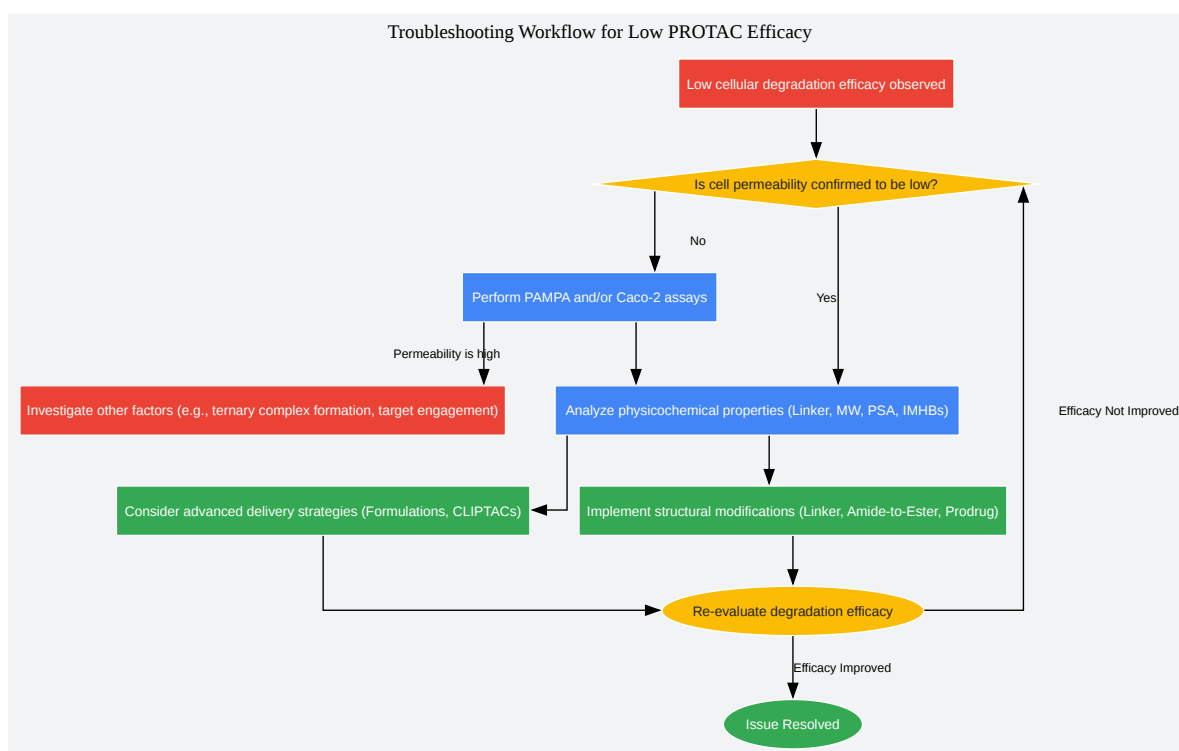 Troubleshooting Workflow for Low PROTAC Efficacy
Low cellular degradation efficacy observed
Is cell permeability confirmed to be low?
No
Perform PAMPA and/or Caco-2 assays
Yes
Permeability is high
Investigate other factors (e.g., ternary complex formation, target engagement)
Analyze physicochemical properties (Linker, MW, PSA, IMHBs)
Efficacy Not Improved
Consider advanced delivery strategies (Formulations, CLIPTACs)
Implement structural modifications (Linker, Amide-to-Ester, Prodrug)
Re-evaluate degradation efficacy
Efficacy Improved
Issue Resolved